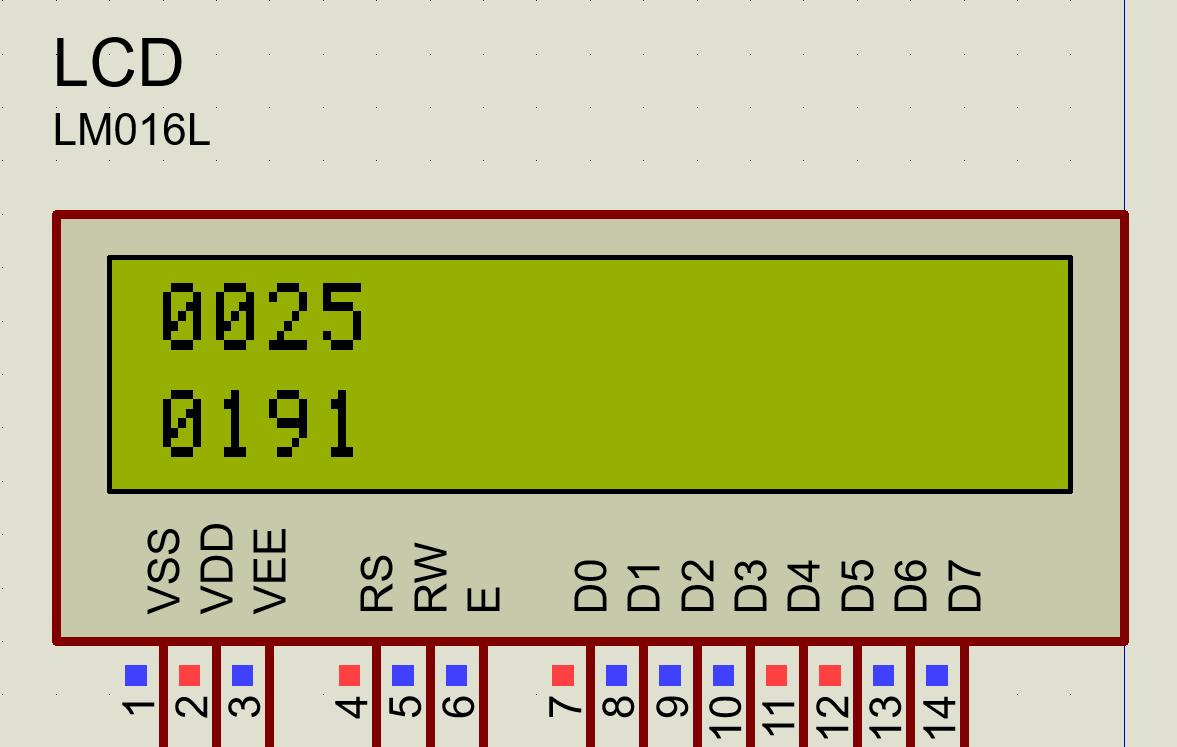 LCD
LM016L
0025
0191
VSS VDD VEE RS RW E D0 D1 D2 D3 D4 D5 D6 D7
1 2 3 4 5 6 7 8 9 10 11 12 13 14